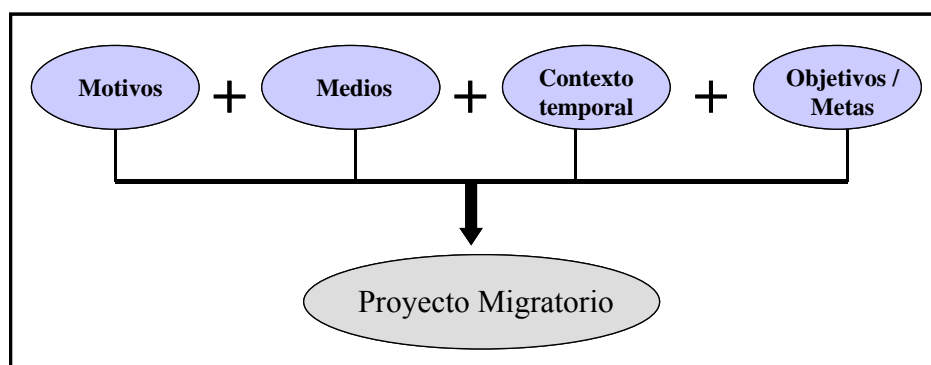 Motivos
+
Medios
+
Contexto
temporal
+
Objetivos /
Metas
Proyecto Migratorio